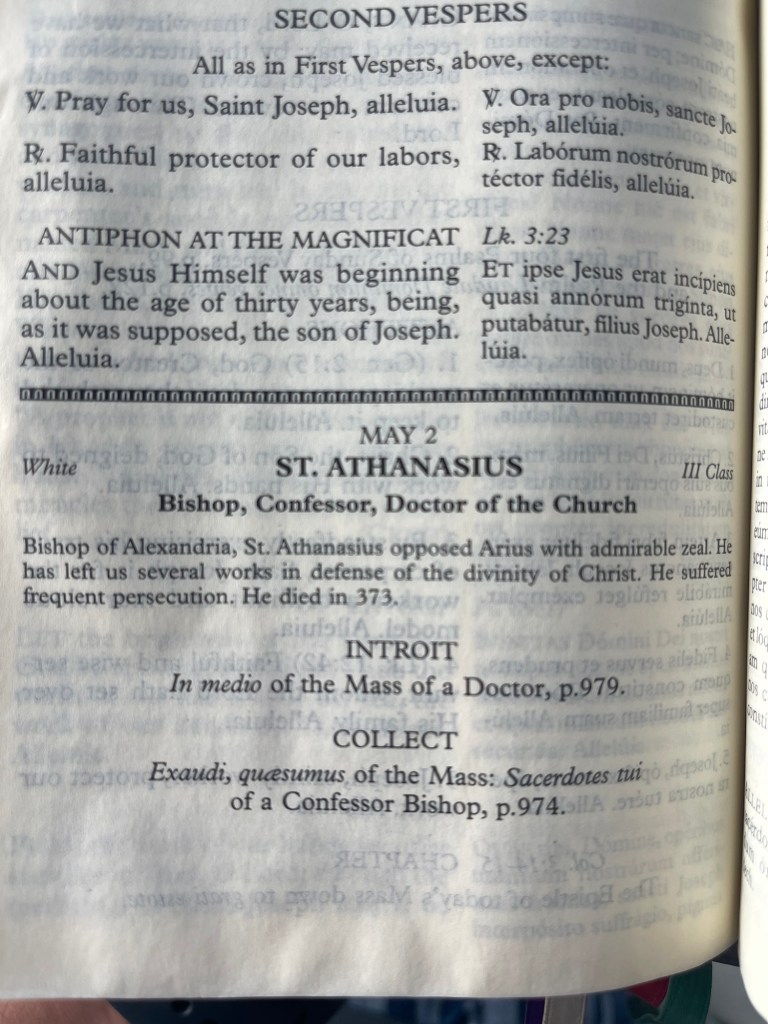 SECOND VESPERS
All as in First Vespers, above, except:
℣. Pray for us, Saint Joseph, alleluia.
℟. Faithful protector of our labors,
alleluia.
℣. Ora pro nobis, sancte Jo-
seph, allelúia.
℟. Labórum nostrórum pro-
téctor fidélis, allelúia.
ANTIPHON AT THE MAGNIFICAT
AND Jesus Himself was beginning
about the age of thirty years, being,
as it was supposed, the son of Joseph.
Alleluia.
Lk. 3:23
ET ipse Jesus erat incípiens
quasi annórum trigínta, ut
putabátur, fílius Joseph. Alle-
lúia.
MAY 2
White ST. ATHANASIUS III Class
Bishop, Confessor, Doctor of the Church
Bishop of Alexandria, St. Athanasius opposed Arius with admirable zeal. He
has left us several works in defense of the divinity of Christ. He suffered
frequent persecution. He died in 373.
INTROIT
In medio of the Mass of a Doctor, p.979.
COLLECT
Exaudi, quæsumus of the Mass: Sacerdotes tui
of a Confessor Bishop, p.974.